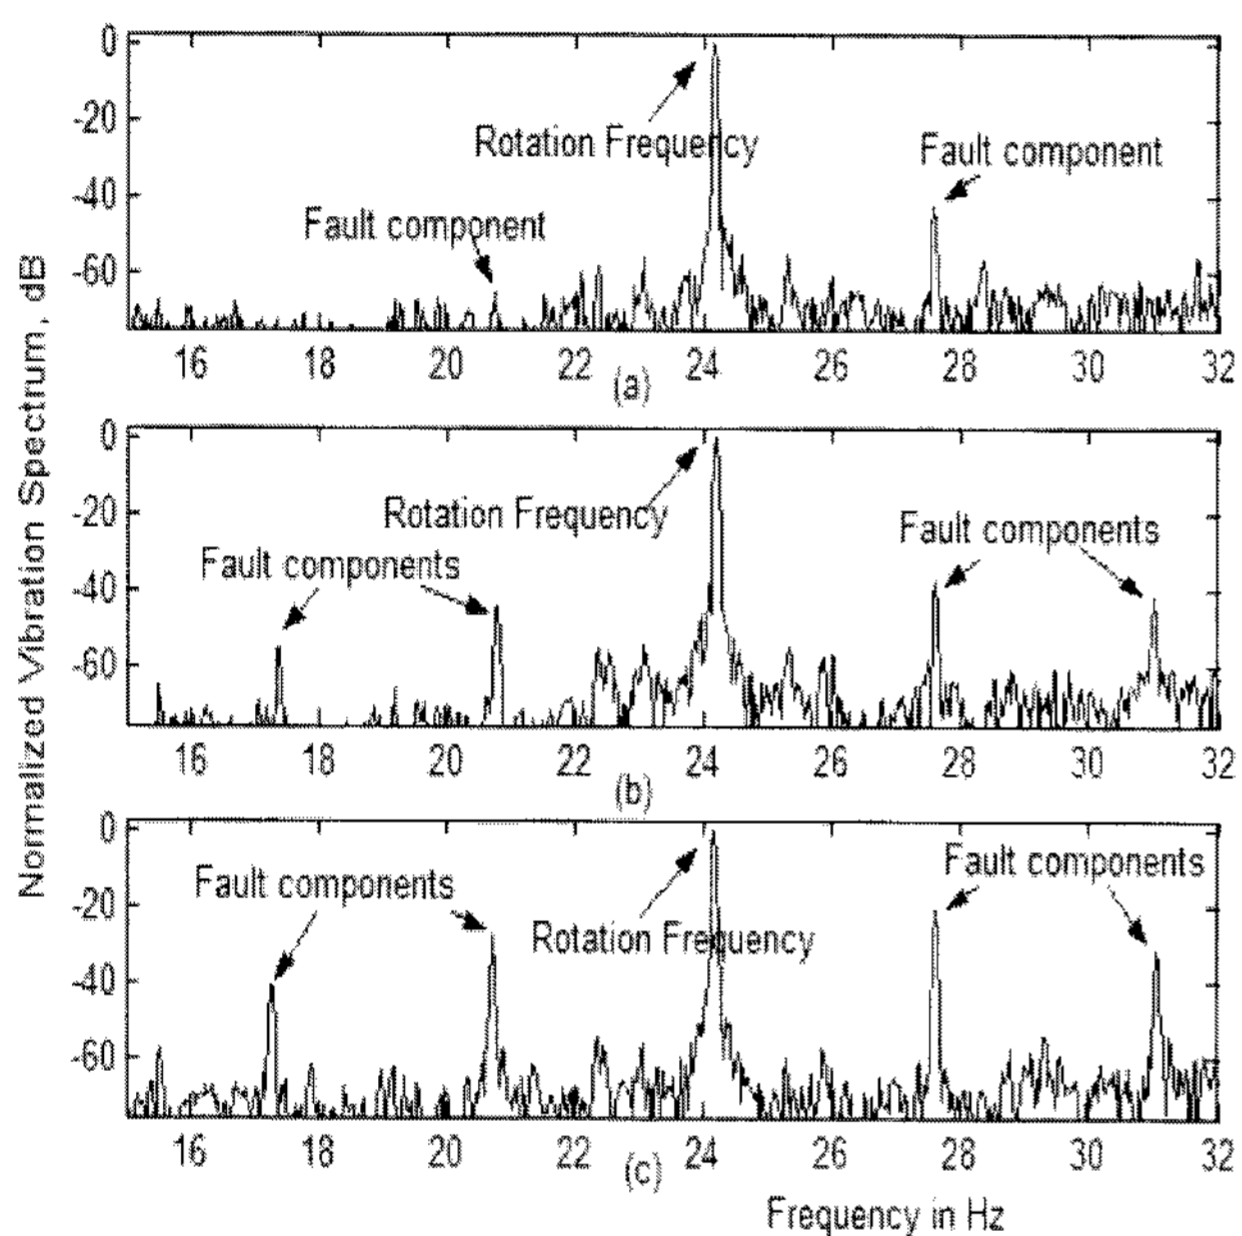 Normalized Vibration Spectrum, dB
0
-20
-40
-60
Rotation Frequency
Fault component
Fault component
16 18 20 22 24 26 28 30 32
(a)
0
-20
-40
-60
Rotation Frequency
Fault components
Fault components
16 18 20 22 24 26 28 30 32
(b)
0
-20
-40
-60
Fault components
Fault components
Rotation Frequency
16 18 20 22 24 26 28 30 32
(c)
Frequency in Hz